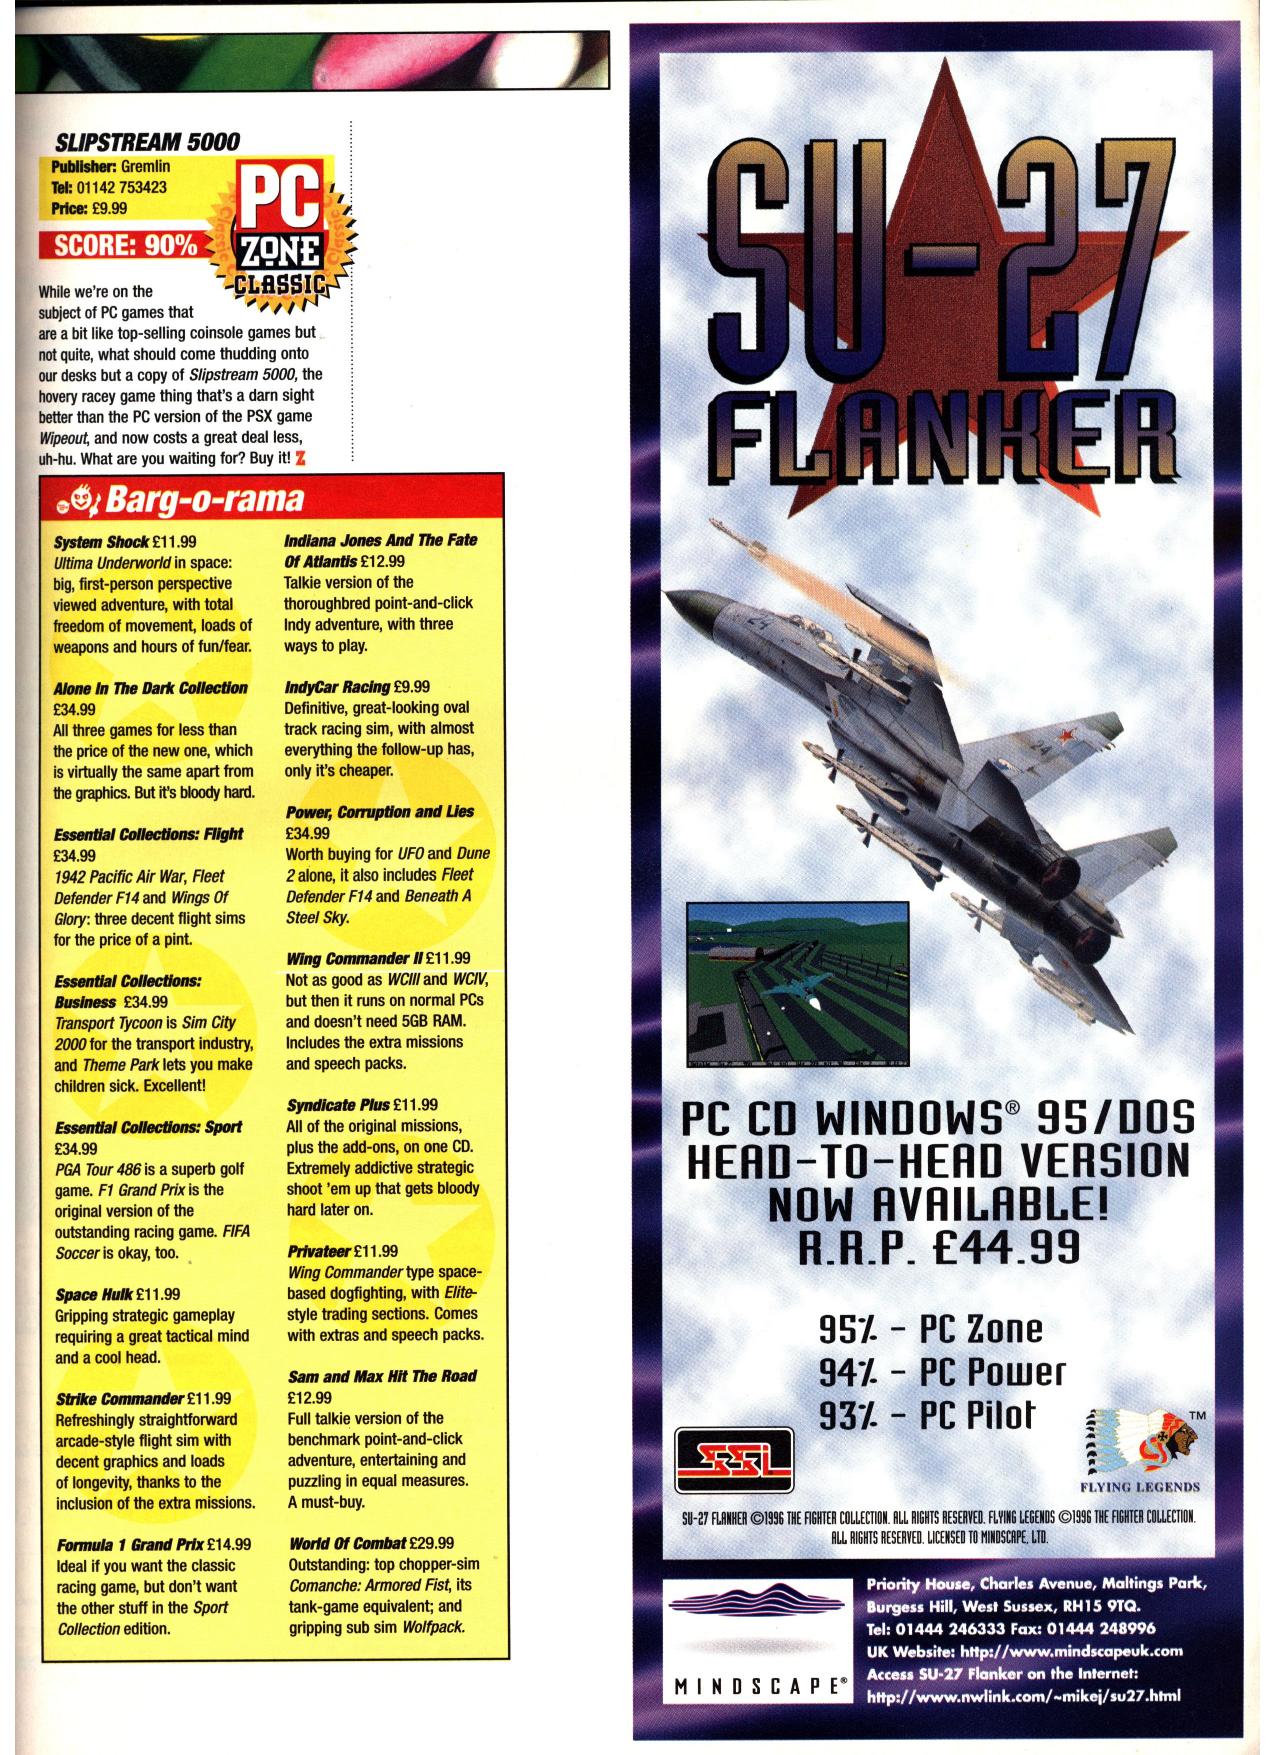 SLIPSTREAM 5000
Publisher: Gremlin
Tel: 01142 753423
Price: £9.99
SCORE: 90%
PC
ZONE
CLASSIC
While we're on the
subject of PC games that
are a bit like top-selling coinsole games but
not quite, what should come thudding onto
our desks but a copy of Slipstream 5000, the
hovery racey game thing that's a darn sight
better than the PC version of the PSX game
Wipeout, and now costs a great deal less,
uh-hu. What are you waiting for? Buy it! Z
Barg-o-rama
System Shock £11.99
Ultima Underworld in space:
big, first-person perspective
viewed adventure, with total
freedom of movement, loads of
weapons and hours of fun/fear.
Alone In The Dark Collection
£34.99
All three games for less than
the price of the new one, which
is virtually the same apart from
the graphics. But it's bloody hard.
Essential Collections: Flight
£34.99
1942 Pacific Air War, Fleet
Defender F14 and Wings Of
Glory: three decent flight sims
for the price of a pint.
Essential Collections:
Business £34.99
Transport Tycoon is Sim City
2000 for the transport industry,
and Theme Park lets you make
children sick. Excellent!
Essential Collections: Sport
£34.99
PGA Tour 486 is a superb golf
game. F1 Grand Prix is the
original version of the
outstanding racing game. FIFA
Soccer is okay, too.
Space Hulk £11.99
Gripping strategic gameplay
requiring a great tactical mind
and a cool head.
Strike Commander £11.99
Refreshingly straightforward
arcade-style flight sim with
decent graphics and loads
of longevity, thanks to the
inclusion of the extra missions.
Formula 1 Grand Prix £14.99
Ideal if you want the classic
racing game, but don't want
the other stuff in the Sport
Collection edition.
Indiana Jones And The Fate
Of Atlantis £12.99
Talkie version of the
thoroughbred point-and-click
Indy adventure, with three
ways to play.
IndyCar Racing £9.99
Definitive, great-looking oval
track racing sim, with almost
everything the follow-up has,
only it's cheaper.
Power, Corruption and Lies
£34.99
Worth buying for UFO and Dune
2 alone, it also includes Fleet
Defender F14 and Beneath A
Steel Sky.
Wing Commander II £11.99
Not as good as WCIII and WCIV,
but then it runs on normal PCs
and doesn't need 5GB RAM.
Includes the extra missions
and speech packs.
Syndicate Plus £11.99
All of the original missions,
plus the add-ons, on one CD.
Extremely addictive strategic
shoot 'em up that gets bloody
hard later on.
Privateer £11.99
Wing Commander type space-
based dogfighting, with Elite-
style trading sections. Comes
with extras and speech packs.
Sam and Max Hit The Road
£12.99
Full talkie version of the
benchmark point-and-click
adventure, entertaining and
puzzling in equal measures.
A must-buy.
World Of Combat £29.99
Outstanding: top chopper-sim
Comanche: Armored Fist, its
tank-game equivalent; and
gripping sub sim Wolfpack.
SU-27
FLANKER
24
24
PC CD WINDOWS® 95/DOS
HEAD-TO-HEAD VERSION
NOW AVAILABLE!
R.R.P. £44.99
95% - PC Zone
94% - PC Power
93% - PC Pilot
SSI
TM
FLYING LEGENDS
SU-27 FLANKER ©1996 THE FIGHTER COLLECTION. ALL RIGHTS RESERVED. FLYING LEGENDS ©1996 THE FIGHTER COLLECTION.
ALL RIGHTS RESERVED. LICENSED TO MINDSCAPE, LTD.
MINDSCAPE®
Priority House, Charles Avenue, Maltings Park,
Burgess Hill, West Sussex, RH15 9TQ.
Tel: 01444 246333 Fax: 01444 248996
UK Website: http://www.mindscapeuk.com
Access SU-27 Flanker on the Internet:
http://www.nwlink.com/~mikej/su27.html